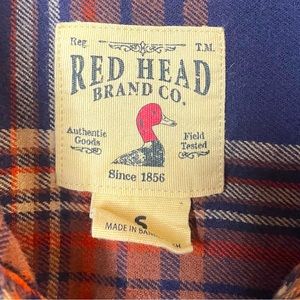 Reg. T.M.
RED HEAD
BRAND CO.
Authentic Field
Goods Tested
Since 1856
S
MADE IN